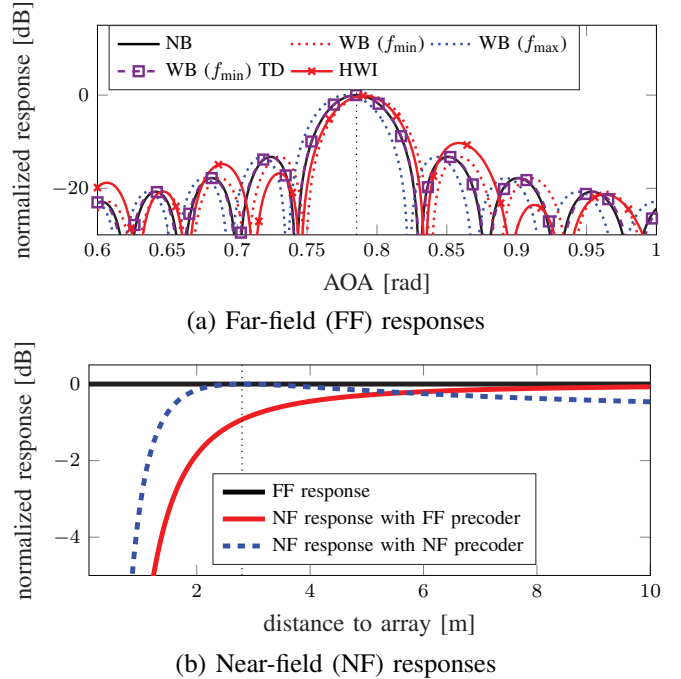 normalized response [dB]
NB
WB (f_min)
WB (f_max)
WB (f_min) TD
HWI
0
−20
0.6
0.65
0.7
0.75
0.8
0.85
0.9
0.95
1
AOA [rad]
(a) Far-field (FF) responses
normalized response [dB]
0
−2
−4
FF response
NF response with FF precoder
NF response with NF precoder
2
4
6
8
10
distance to array [m]
(b) Near-field (NF) responses